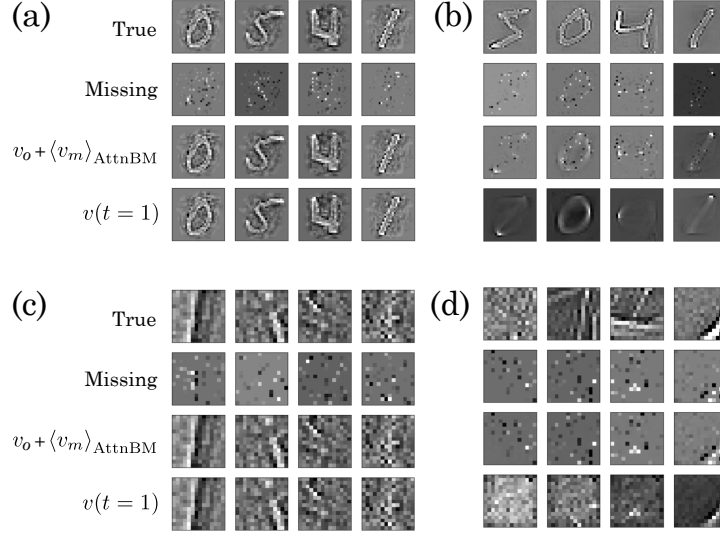 (a)
True
Missing
v_o + ⟨v_m⟩_AttnBM
v(t = 1)
(b)
(c)
True
Missing
v_o + ⟨v_m⟩_AttnBM
v(t = 1)
(d)